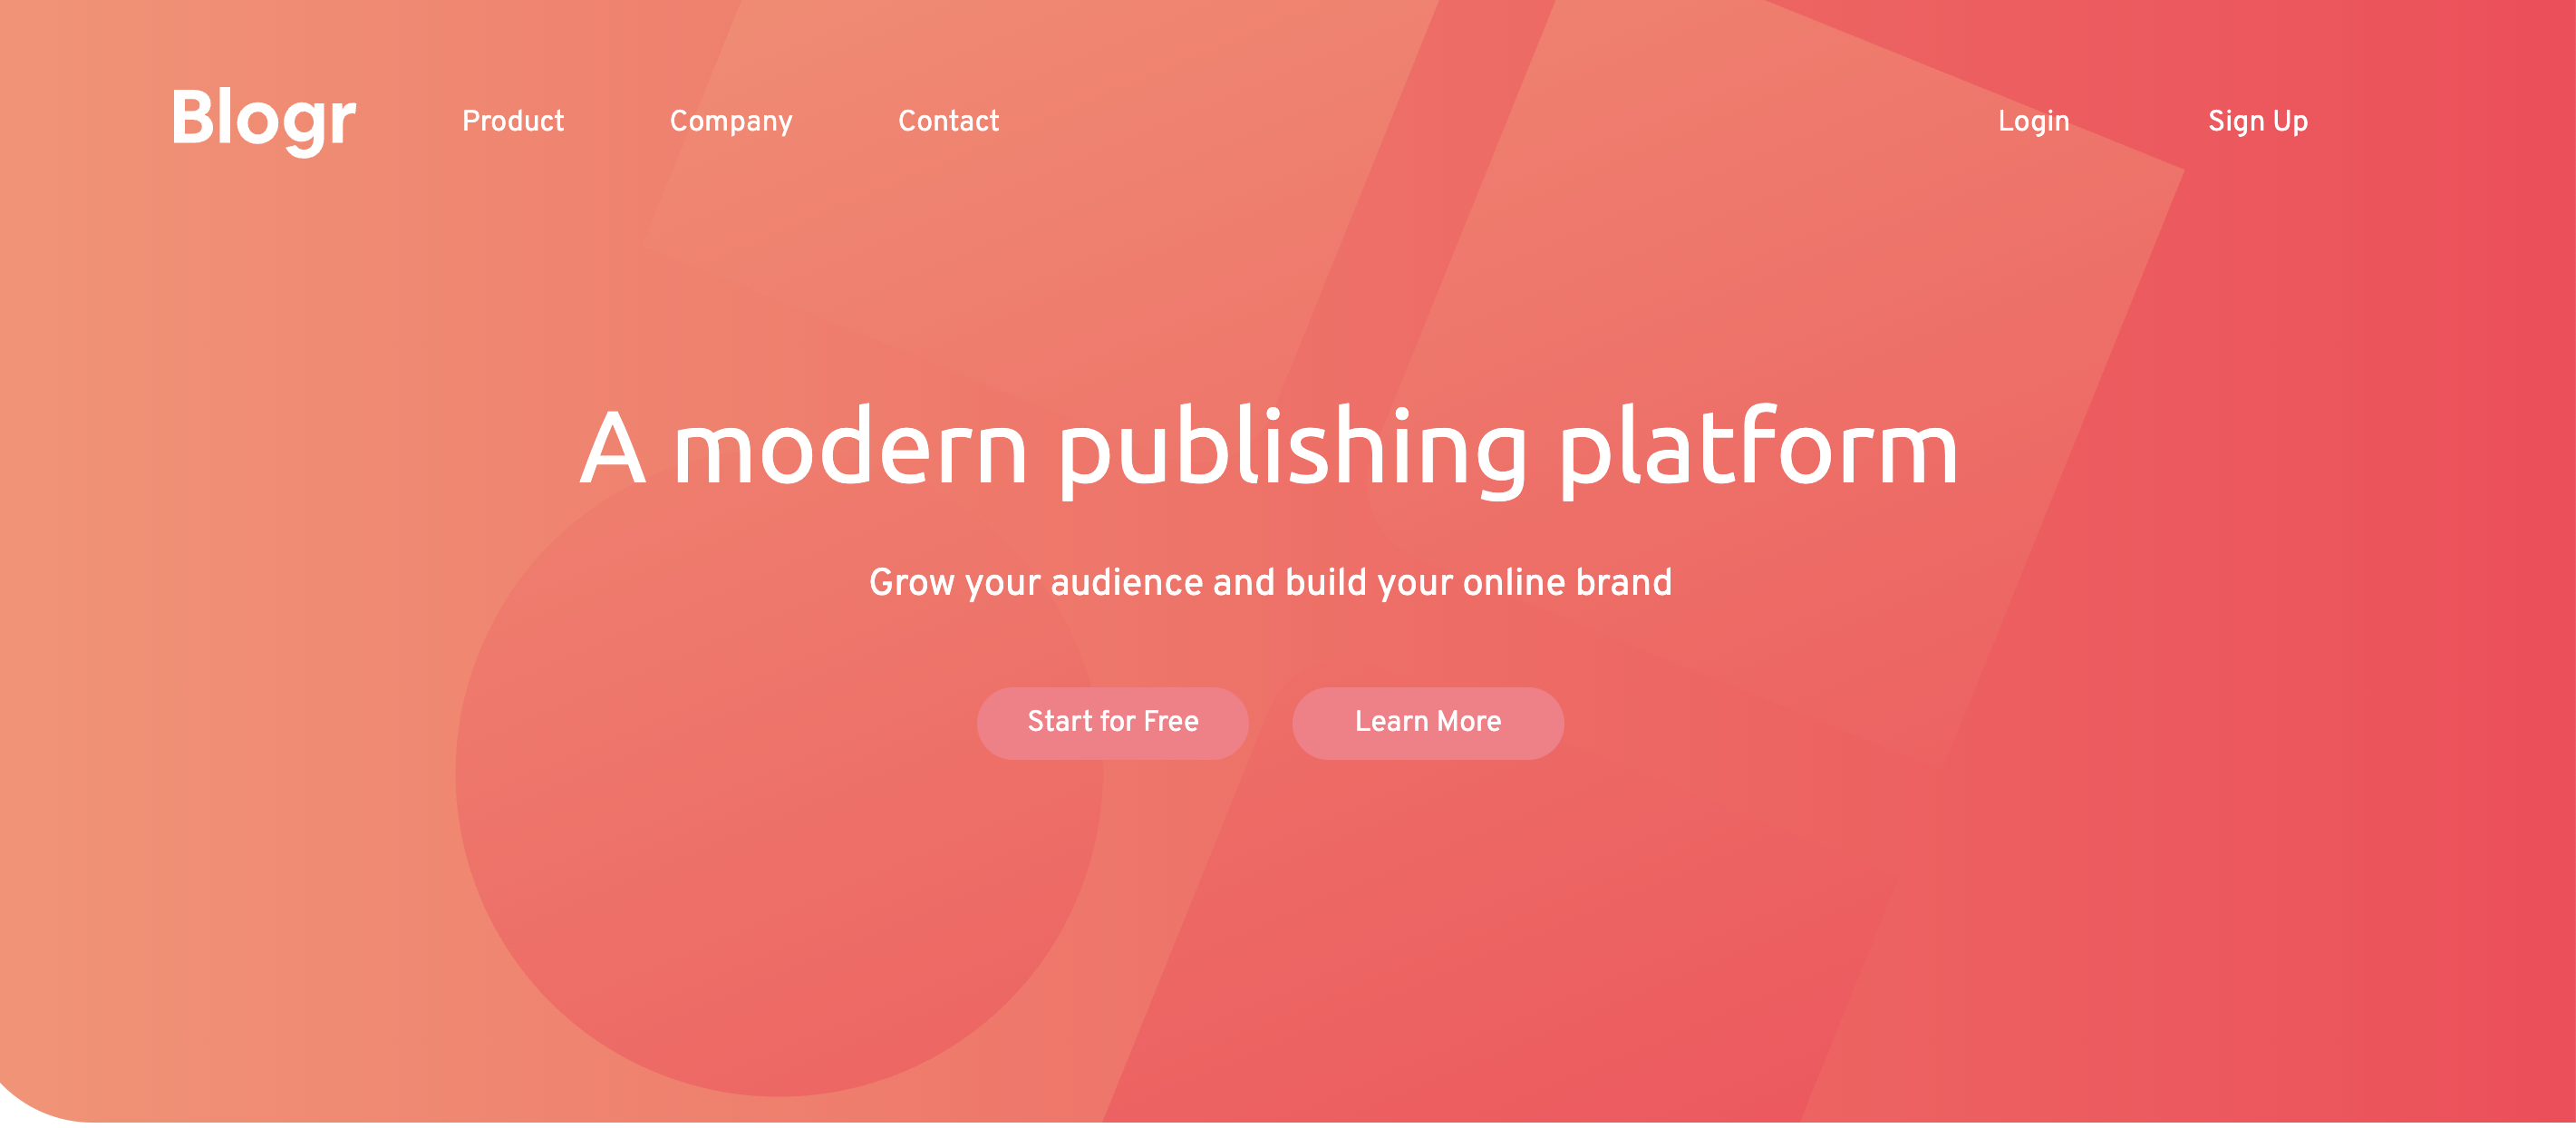 Blogr Product Company Contact Login Sign Up
A modern publishing platform
Grow your audience and build your online brand
Start for Free Learn More